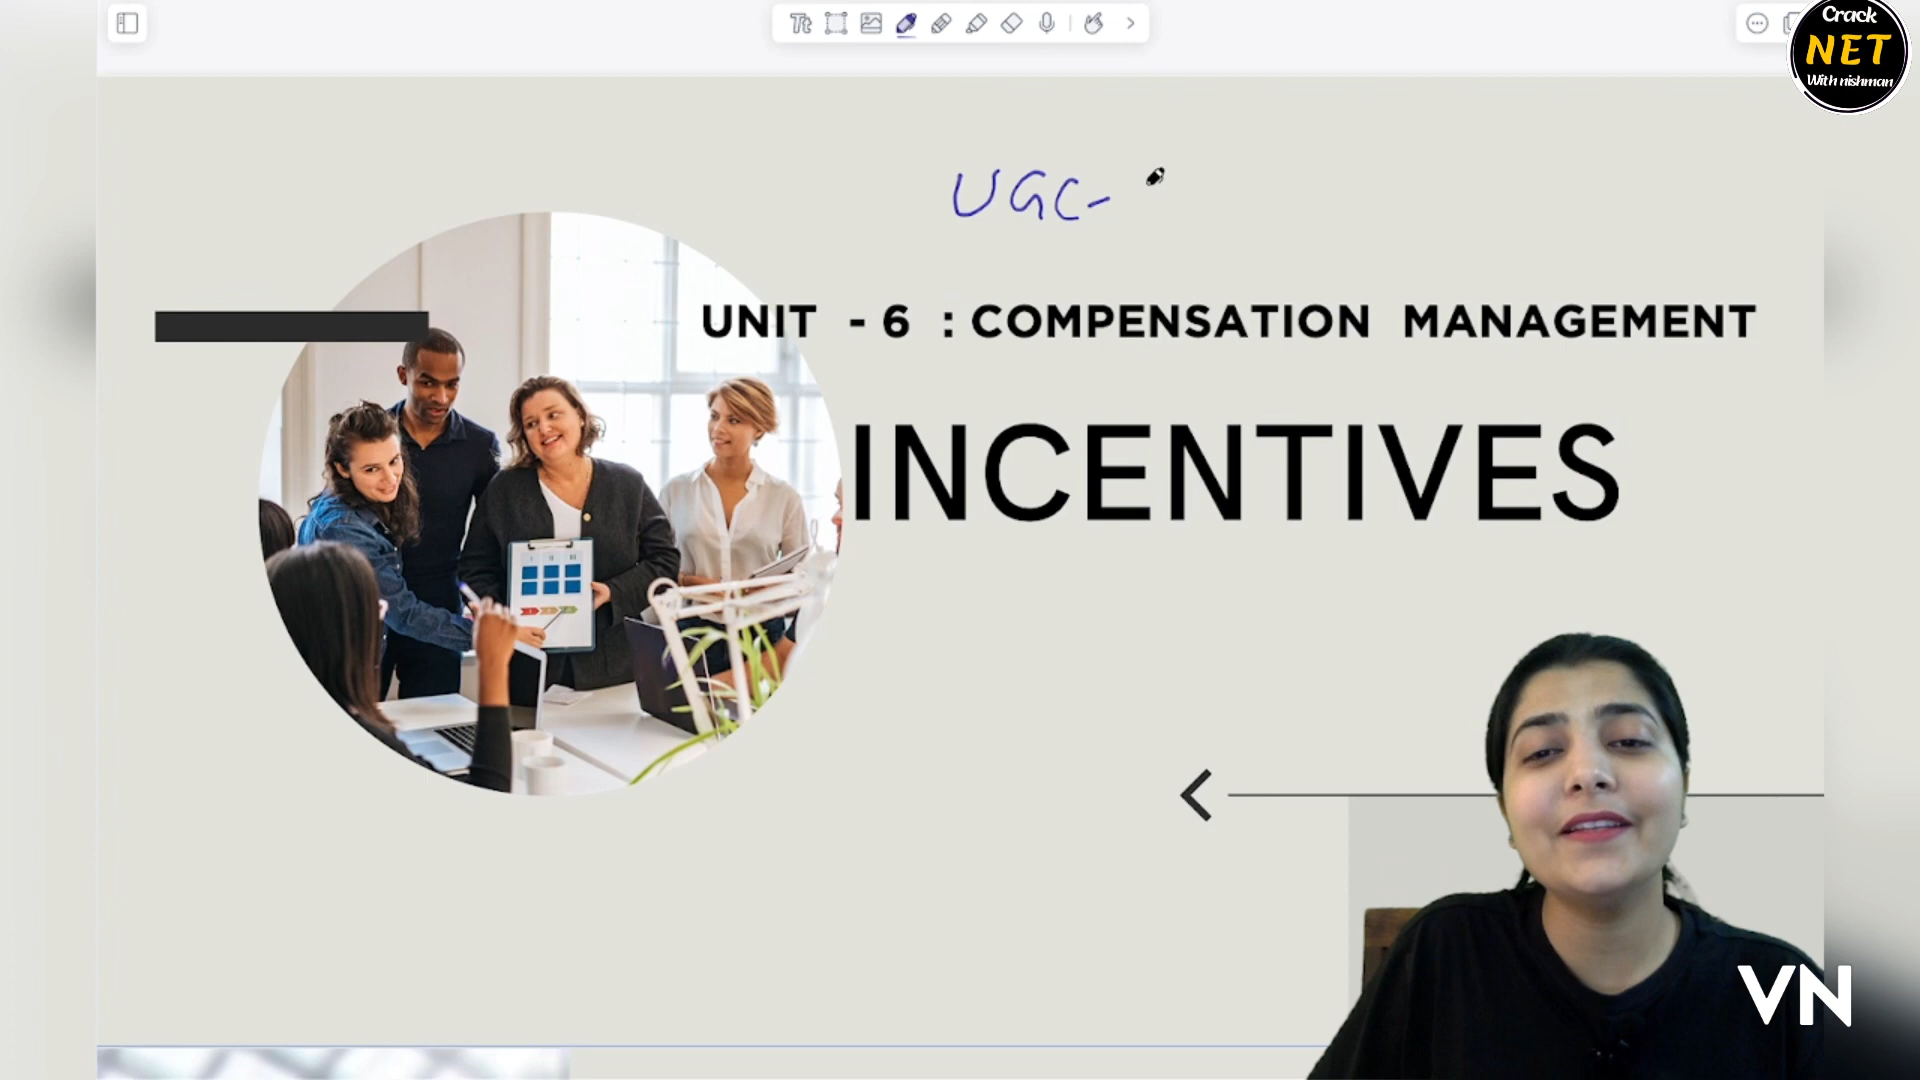 Crack
NET
With nishman
UGC-
UNIT - 6 : COMPENSATION MANAGEMENT
INCENTIVES
VN